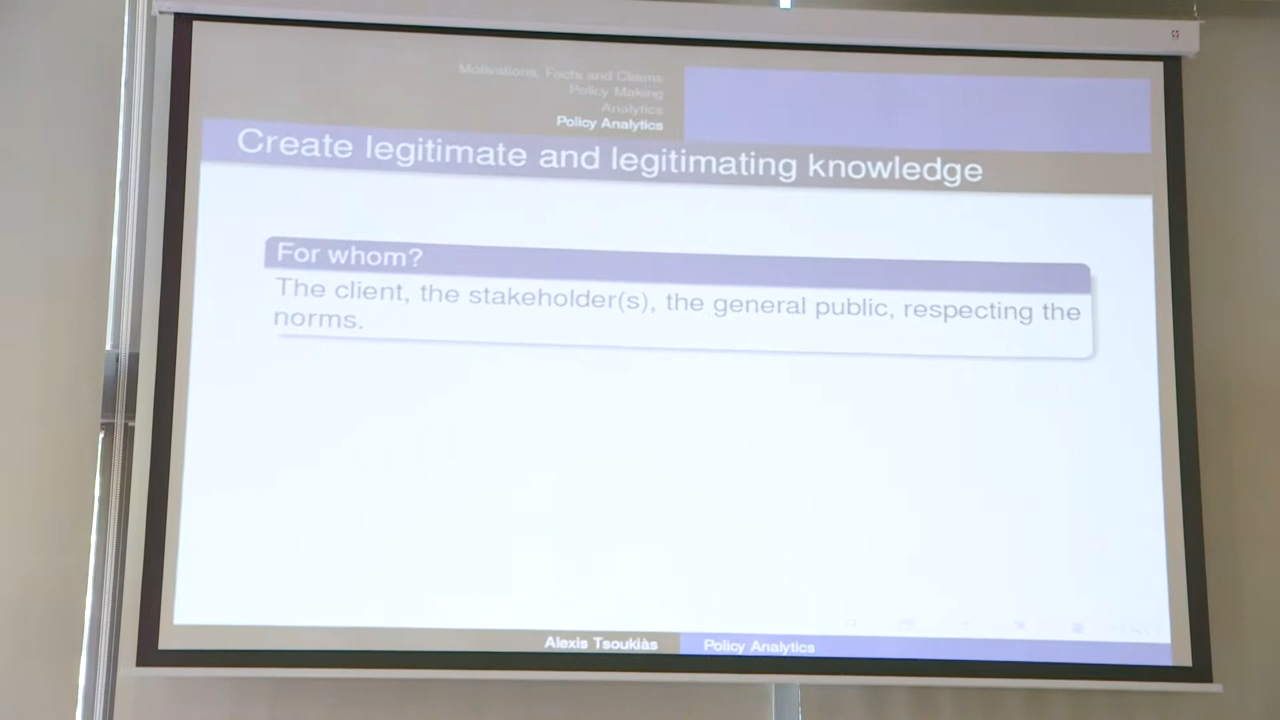 Motivations, Facts and Claims
Policy Making
Analytics
Policy Analytics
Create legitimate and legitimating knowledge
For whom?
The client, the stakeholder(s), the general public, respecting the
norms.
Alexis Tsoukiàs
Policy Analytics